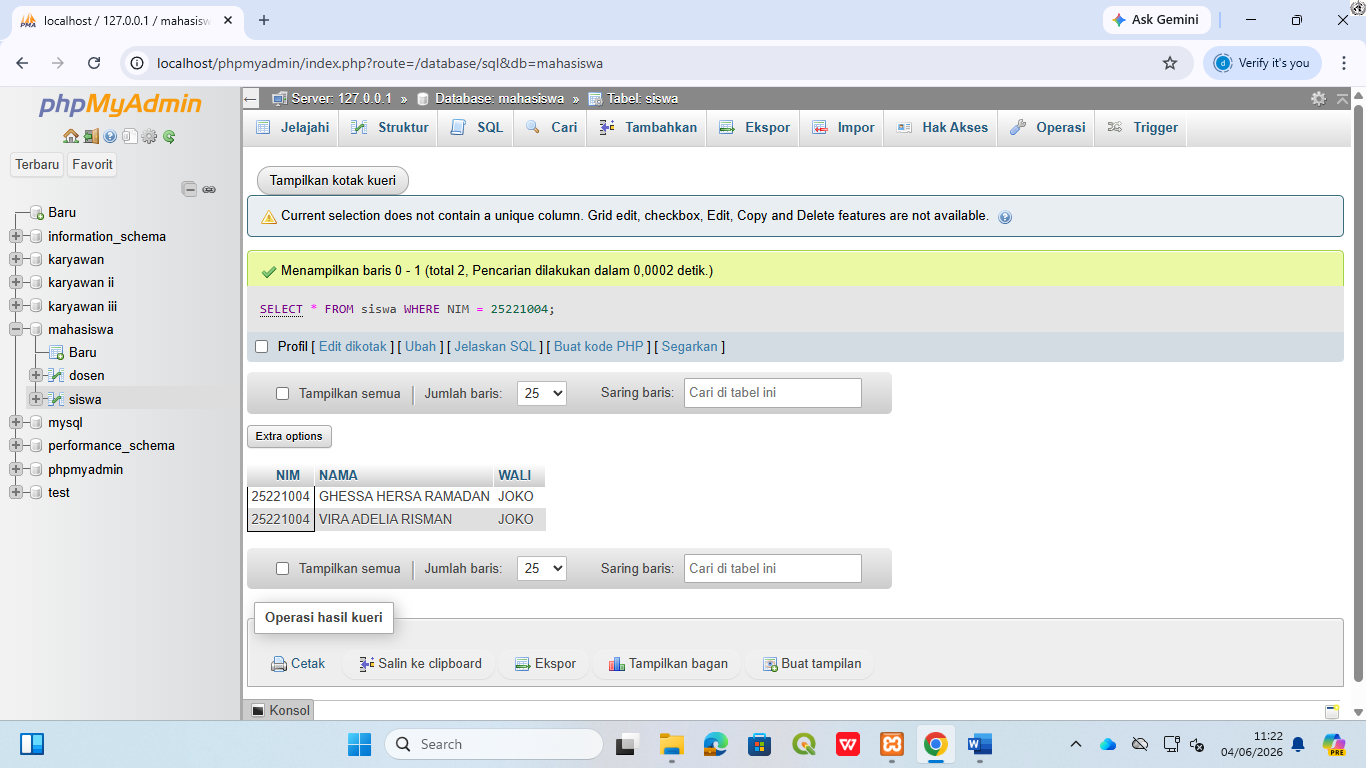 localhost / 127.0.0.1 / mahasisw
Ask Gemini
localhost/phpmyadmin/index.php?route=/database/sql&db=mahasiswa
Verify it's you
phpMyAdmin
Terbaru Favorit
Baru
information_schema
karyawan
karyawan ii
karyawan iii
mahasiswa
Baru
dosen
siswa
mysql
performance_schema
phpmyadmin
test
Server: 127.0.0.1 » Database: mahasiswa » Tabel: siswa
Jelajahi Struktur SQL Cari Tambahkan Ekspor Impor Hak Akses Operasi Trigger
Tampilkan kotak kueri
Current selection does not contain a unique column. Grid edit, checkbox, Edit, Copy and Delete features are not available.
Menampilkan baris 0 - 1 (total 2, Pencarian dilakukan dalam 0,0002 detik.)
SELECT * FROM siswa WHERE NIM = 25221004;
Profil [ Edit dikotak ] [ Ubah ] [ Jelaskan SQL ] [ Buat kode PHP ] [ Segarkan ]
Tampilkan semua Jumlah baris: 25 Saring baris: Cari di tabel ini
Extra options
NIM NAMA WALI
25221004 GHESSA HERSA RAMADAN JOKO
25221004 VIRA ADELIA RISMAN JOKO
Tampilkan semua Jumlah baris: 25 Saring baris: Cari di tabel ini
Operasi hasil kueri
Cetak Salin ke clipboard Ekspor Tampilkan bagan Buat tampilan
Konsol
Search
11:22
04/06/2026
PRE